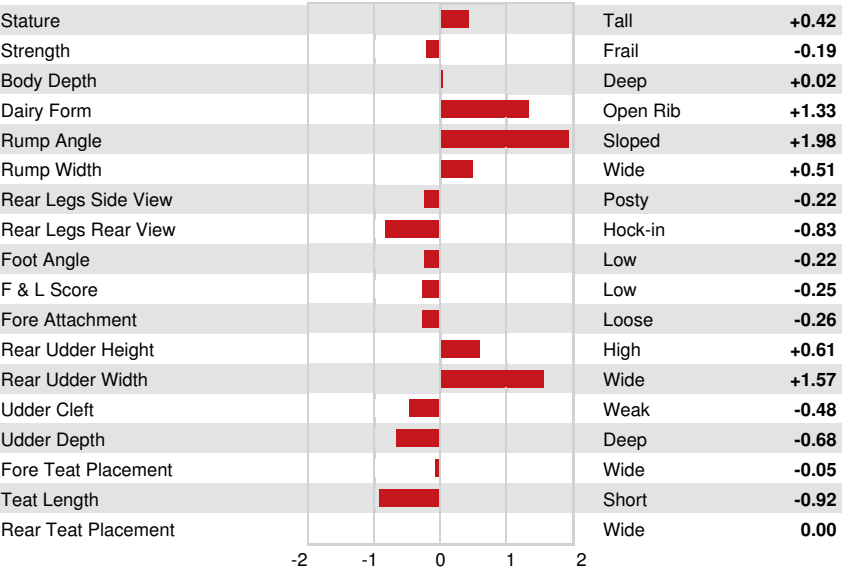 Stature Tall +0.42
Strength Frail -0.19
Body Depth Deep +0.02
Dairy Form Open Rib +1.33
Rump Angle Sloped +1.98
Rump Width Wide +0.51
Rear Legs Side View Posty -0.22
Rear Legs Rear View Hock-in -0.83
Foot Angle Low -0.22
F & L Score Low -0.25
Fore Attachment Loose -0.26
Rear Udder Height High +0.61
Rear Udder Width Wide +1.57
Udder Cleft Weak -0.48
Udder Depth Deep -0.68
Fore Teat Placement Wide -0.05
Teat Length Short -0.92
Rear Teat Placement Wide 0.00
-2 -1 0 1 2